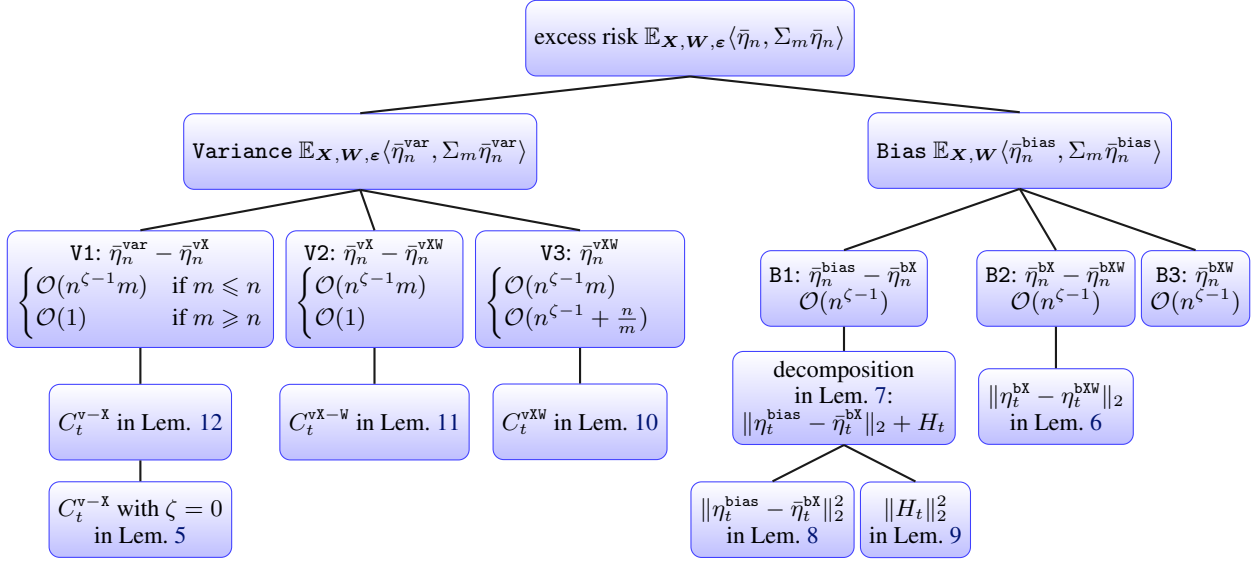 excess risk 𝔼_{X,W,ε}⟨η̄_n, Σ_m η̄_n⟩
Variance 𝔼_{X,W,ε}⟨η̄_n^{var}, Σ_m η̄_n^{var}⟩
Bias 𝔼_{X,W}⟨η̄_n^{bias}, Σ_m η̄_n^{bias}⟩
V1: η̄_n^{var} − η̄_n^{vX}
{ 𝒪(n^{ζ−1}m) if m ⩽ n
𝒪(1) if m ⩾ n
V2: η̄_n^{vX} − η̄_n^{vXW}
{ 𝒪(n^{ζ−1}m)
𝒪(1)
V3: η̄_n^{vXW}
{ 𝒪(n^{ζ−1}m)
𝒪(n^{ζ−1} + n/m)
B1: η̄_n^{bias} − η̄_n^{bX}
𝒪(n^{ζ−1})
B2: η̄_n^{bX} − η̄_n^{bXW}
𝒪(n^{ζ−1})
B3: η̄_n^{bXW}
𝒪(n^{ζ−1})
C_t^{v−X} in Lem. 12
C_t^{vX−W} in Lem. 11
C_t^{vXW} in Lem. 10
decomposition
in Lem. 7:
‖η_t^{bias} − η̄_t^{bX}‖_2 + H_t
‖η_t^{bX} − η_t^{bXW}‖_2
in Lem. 6
C_t^{v−X} with ζ = 0
in Lem. 5
‖η_t^{bias} − η̄_t^{bX}‖_2^2
in Lem. 8
‖H_t‖_2^2
in Lem. 9